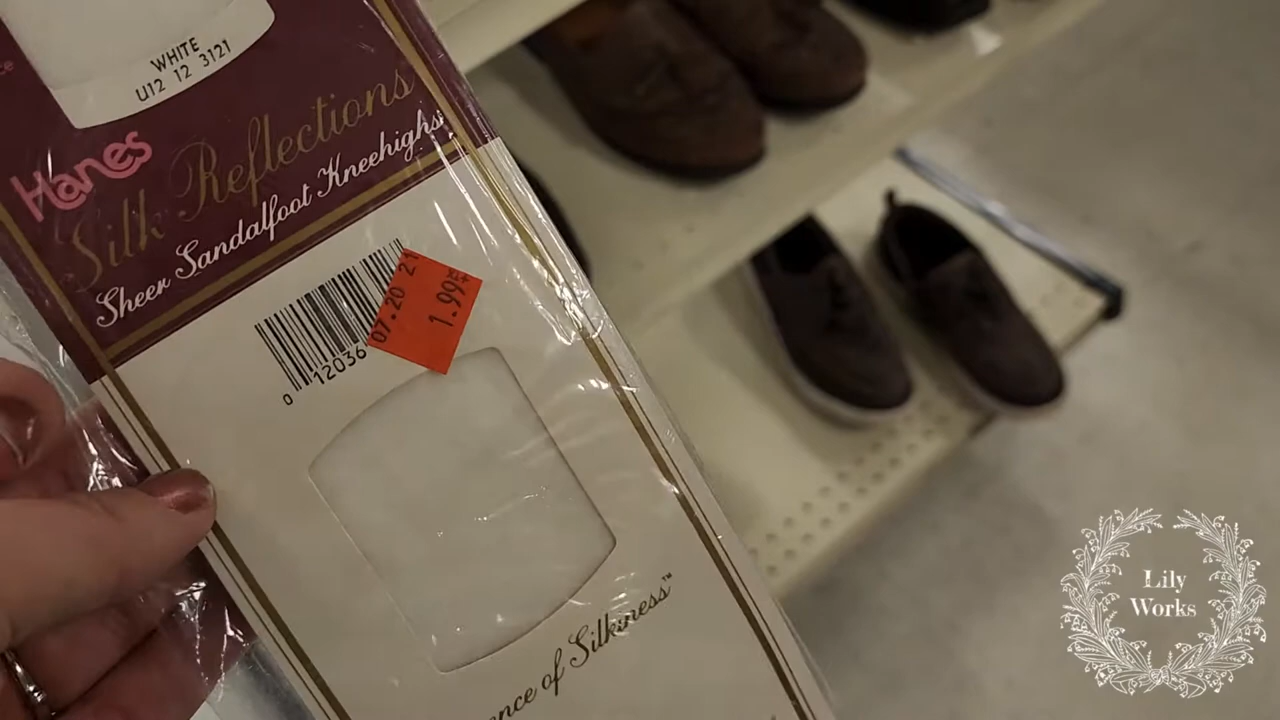 WHITE
U12 12 3121
Hanes
Silk Reflections
Sheer Sandalfoot Kneehighs
0 12036
07.20 21
1.99
of Silkiness™
Lily
Works